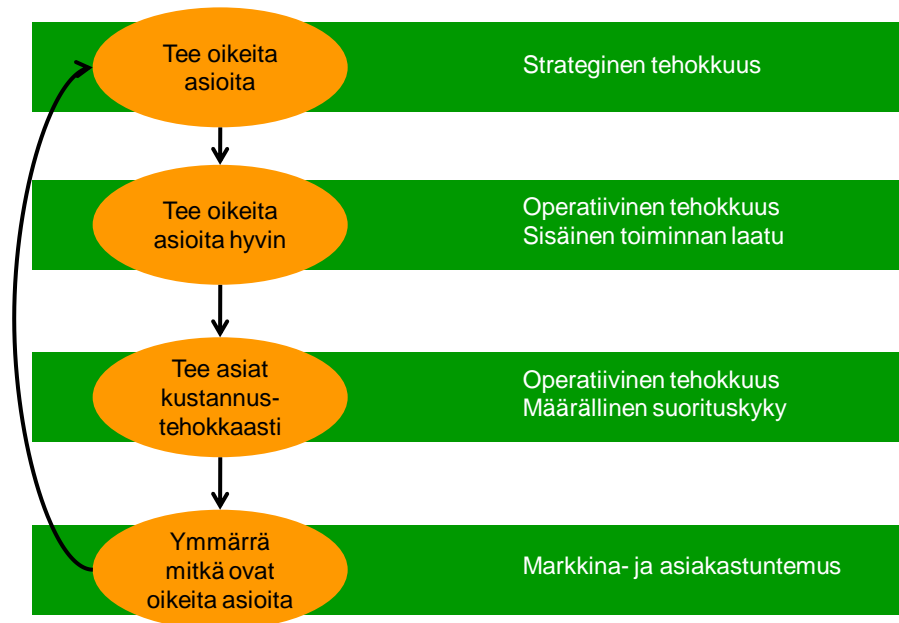 Tee oikeita
asioita
Strateginen tehokkuus
Tee oikeita
asioita hyvin
Operatiivinen tehokkuus
Sisäinen toiminnan laatu
Tee asiat
kustannus-
tehokkaasti
Operatiivinen tehokkuus
Määrällinen suorituskyky
Ymmärrä
mitkä ovat
oikeita asioita
Markkina- ja asiakastuntemus